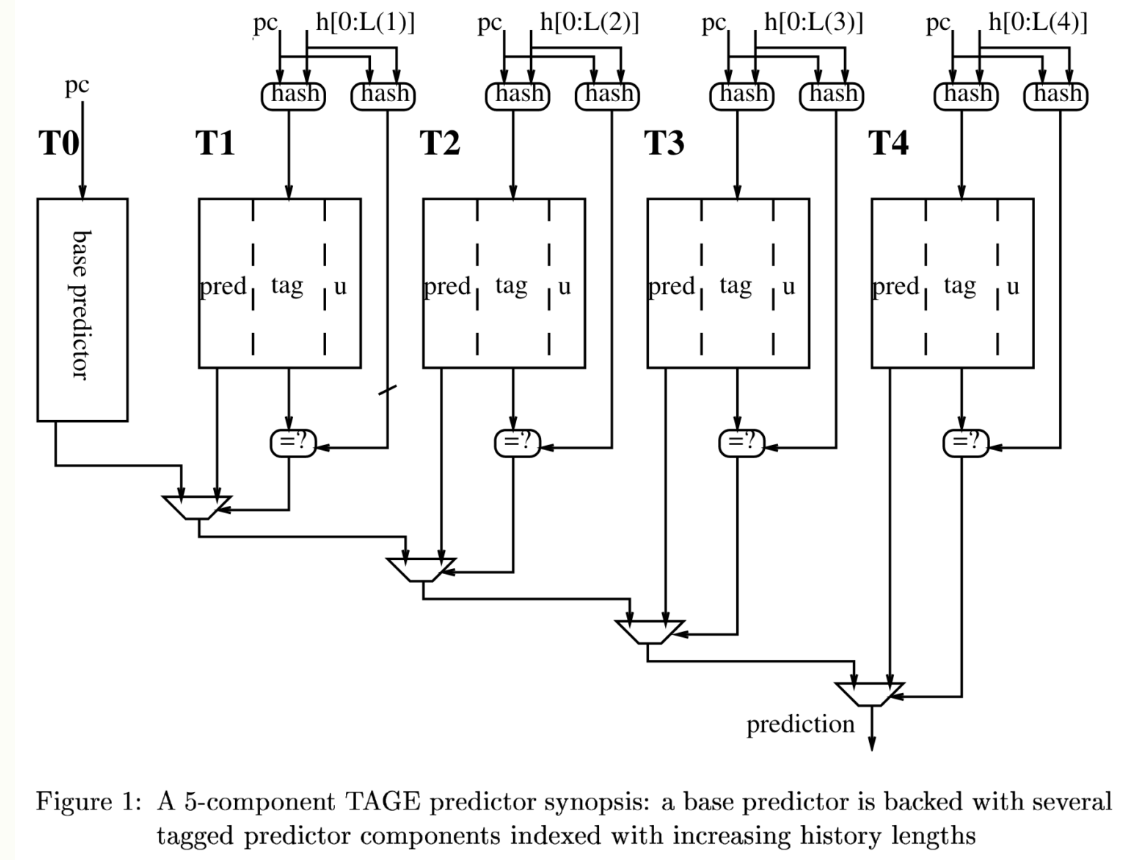 pc h[0:L(1)] pc h[0:L(2)] pc h[0:L(3)] pc h[0:L(4)]
pc hash hash hash hash hash hash hash hash
T0 T1 T2 T3 T4
base predictor
pred tag u pred tag u pred tag u pred tag u
=? =? =? =?
prediction
Figure 1: A 5-component TAGE predictor synopsis: a base predictor is backed with several
tagged predictor components indexed with increasing history lengths